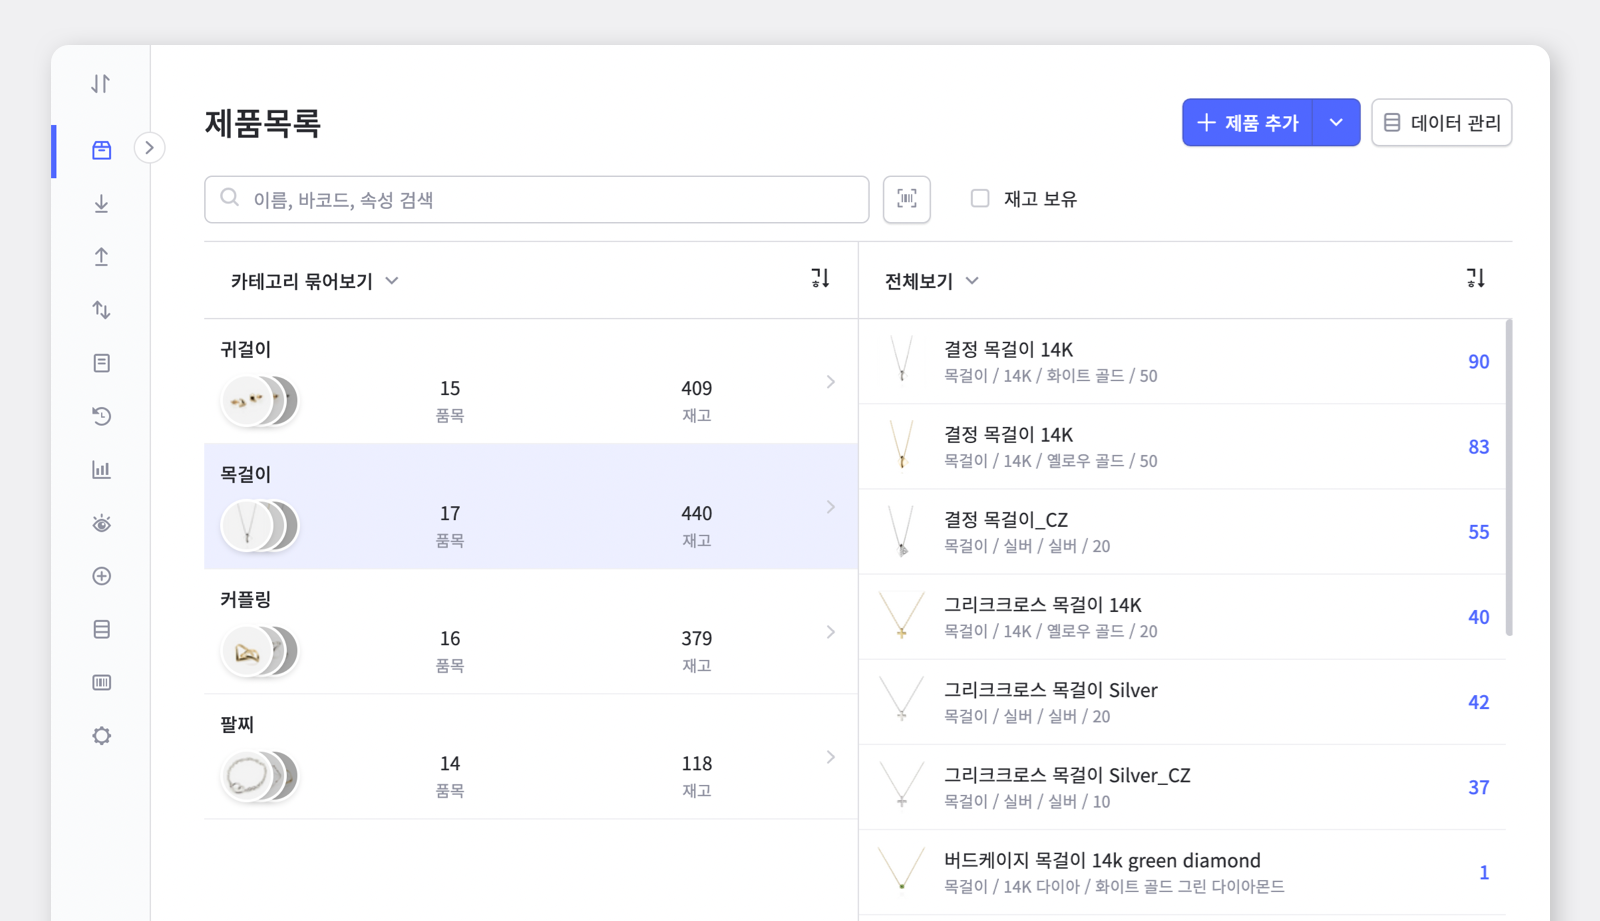 제품목록
제품 추가
데이터 관리
이름, 바코드, 속성 검색
재고 보유
카테고리 묶어보기
귀걸이
15
품목
409
재고
목걸이
17
품목
440
재고
커플링
16
품목
379
재고
팔찌
14
품목
118
재고
전체보기
결정 목걸이 14K
목걸이 / 14K / 화이트 골드 / 50
90
결정 목걸이 14K
목걸이 / 14K / 옐로우 골드 / 50
83
결정 목걸이_CZ
목걸이 / 실버 / 실버 / 20
55
그리크크로스 목걸이 14K
목걸이 / 14K / 옐로우 골드 / 20
40
그리크크로스 목걸이 Silver
목걸이 / 실버 / 실버 / 20
42
그리크크로스 목걸이 Silver_CZ
목걸이 / 실버 / 실버 / 10
37
버드케이지 목걸이 14k green diamond
목걸이 / 14K 다이아 / 화이트 골드 그린 다이아몬드
1